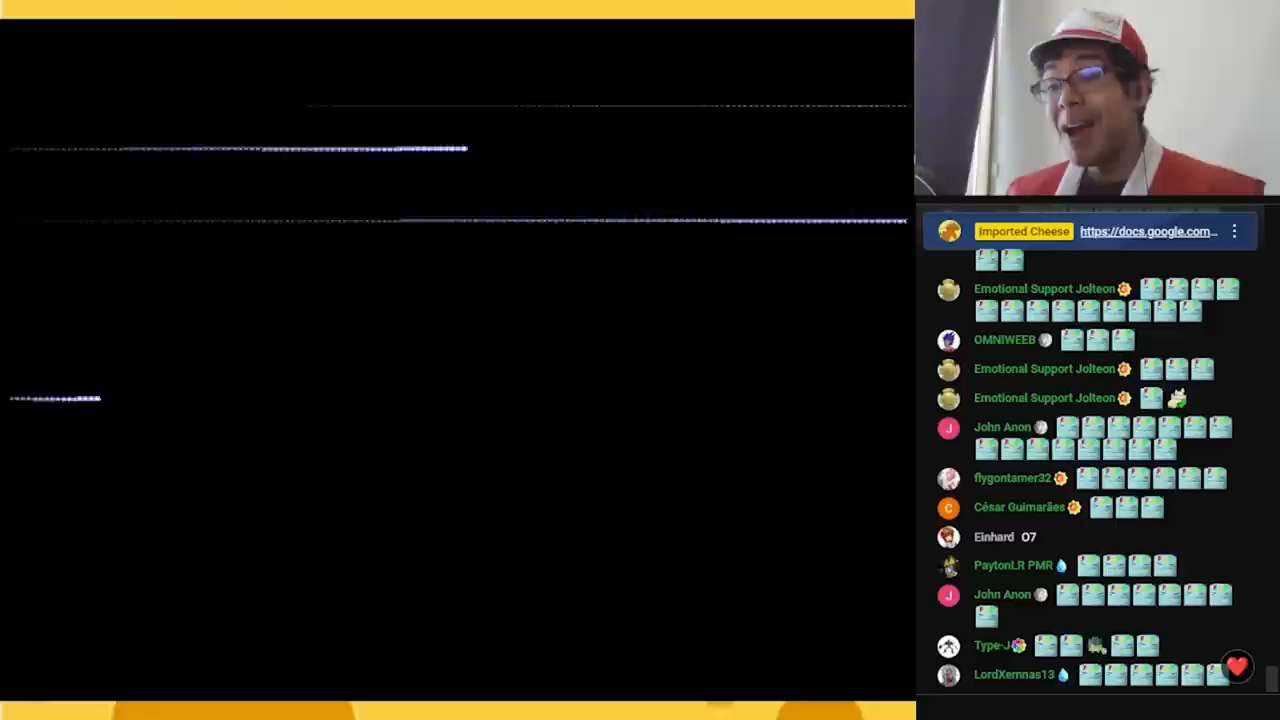 Imported Cheese https://docs.google.com...
Emotional Support Jolteon
OMNIWEEB
Emotional Support Jolteon
Emotional Support Jolteon
John Anon
flygontamer32
César Guimarães
Einhard O7
PaytonLR PMR
John Anon
Type-J
LordXemnas13